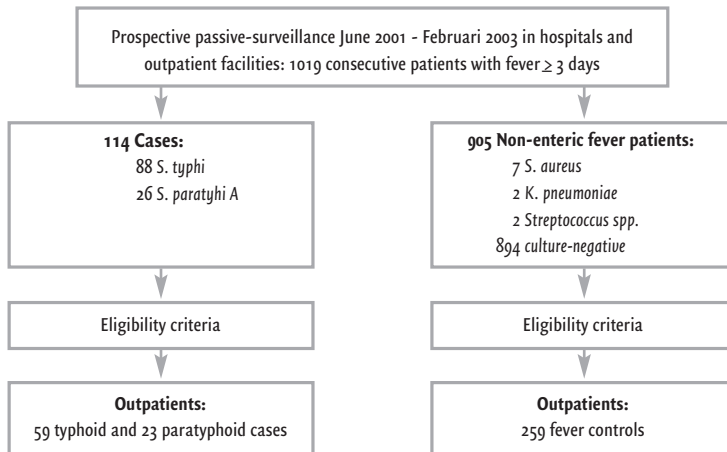 Prospective passive-surveillance June 2001 - Februari 2003 in hospitals and
outpatient facilities: 1019 consecutive patients with fever ≥ 3 days
114 Cases:
88 S. typhi
26 S. paratyhi A
905 Non-enteric fever patients:
7 S. aureus
2 K. pneumoniae
2 Streptococcus spp.
894 culture-negative
Eligibility criteria
Eligibility criteria
Outpatients:
59 typhoid and 23 paratyphoid cases
Outpatients:
259 fever controls